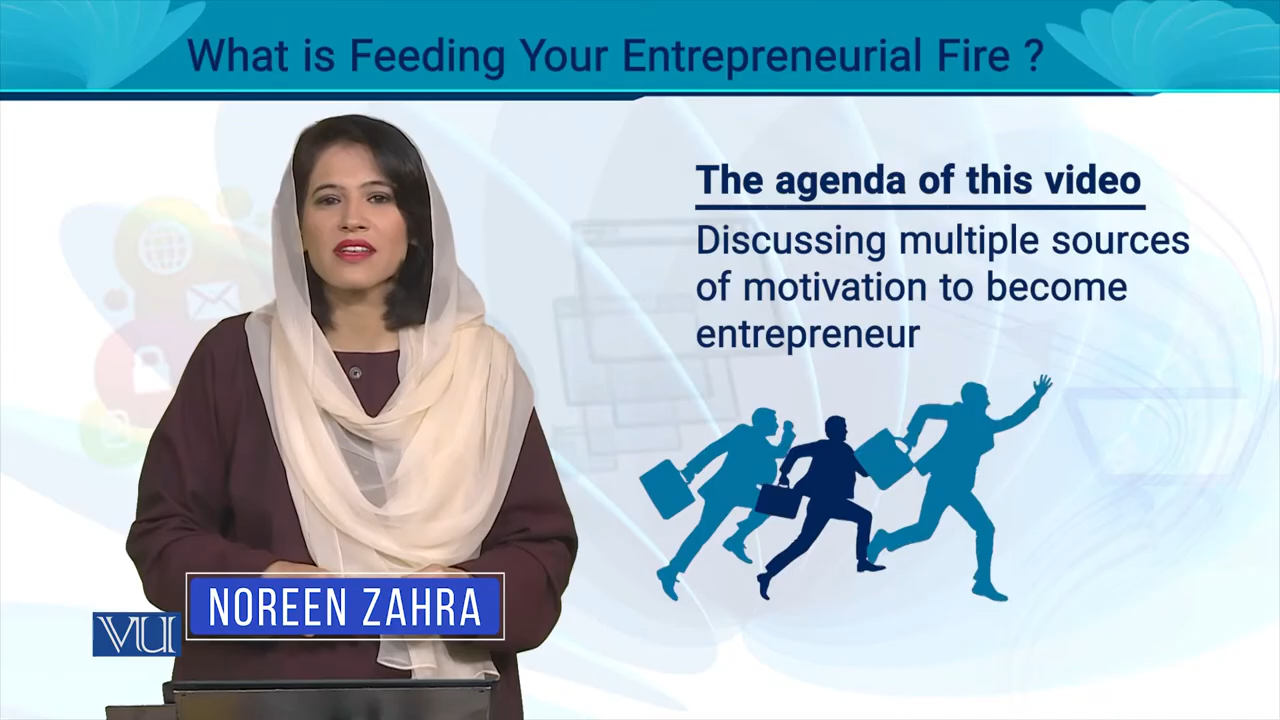 What is Feeding Your Entrepreneurial Fire ?
The agenda of this video
Discussing multiple sources
of motivation to become
entrepreneur
NOREEN ZAHRA
VU